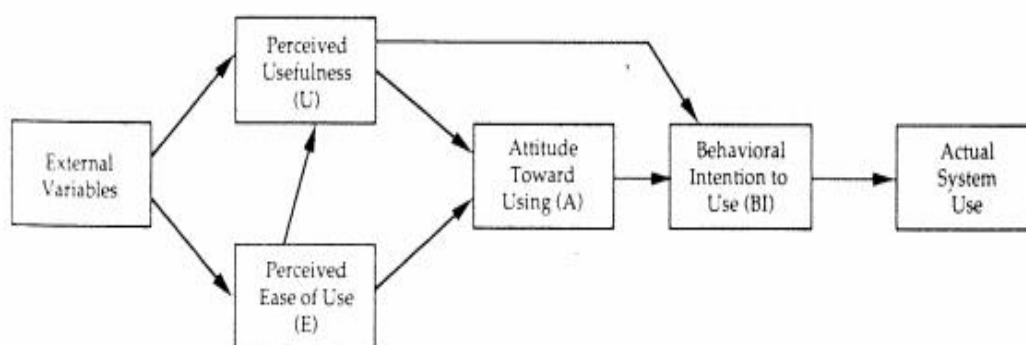 External
Variables
Perceived
Usefulness
(U)
Perceived
Ease of Use
(E)
Attitude
Toward
Using (A)
Behavioral
Intention to
Use (BI)
Actual
System
Use